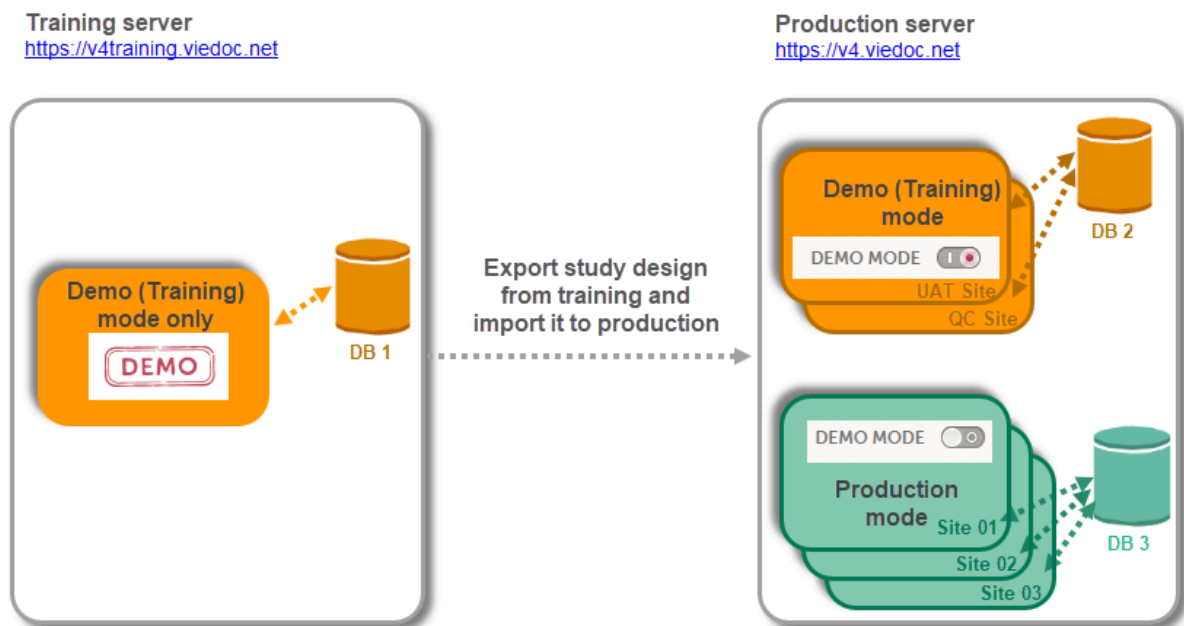 Training server
https://v4training.viedoc.net
Demo (Training)
mode only
DEMO
DB 1
Export study design
from training and
import it to production
Production server
https://v4.viedoc.net
Demo (Training)
mode
DEMO MODE
UAT Site
QC Site
DB 2
DEMO MODE
Production
mode
Site 01
Site 02
Site 03
DB 3